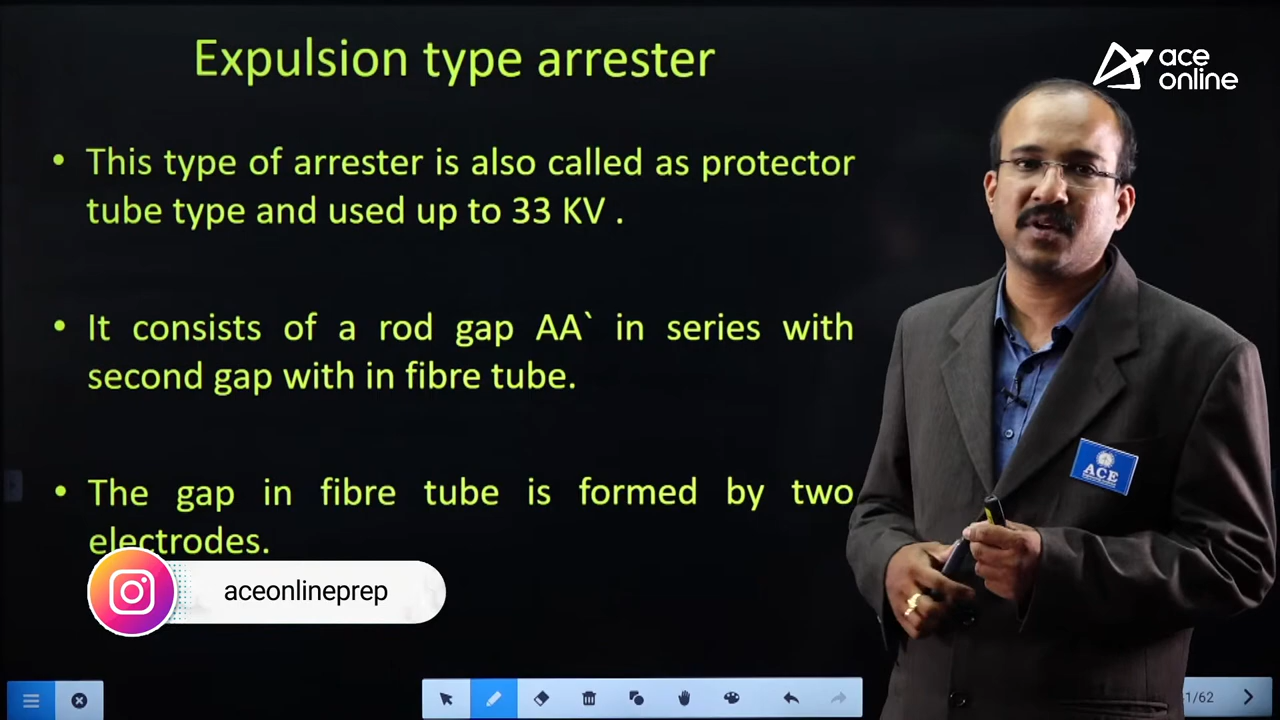 Expulsion type arrester
ace
online
• This type of arrester is also called as protector
tube type and used up to 33 KV .
• It consists of a rod gap AA` in series with
second gap with in fibre tube.
• The gap in fibre tube is formed by two
electrodes.
ACE
aceonlineprep
1/62